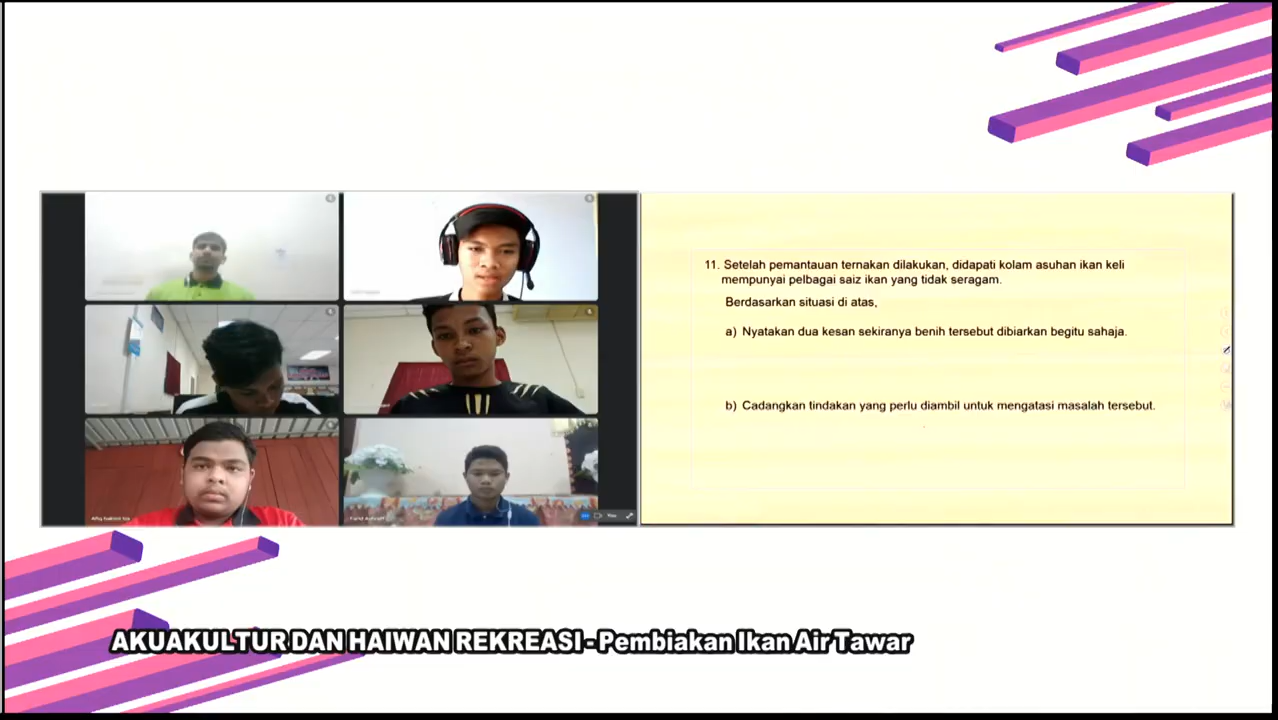 11. Setelah pemantauan ternakan dilakukan, didapati kolam asuhan ikan keli
mempunyai pelbagai saiz ikan yang tidak seragam.
Berdasarkan situasi di atas,
a) Nyatakan dua kesan sekiranya benih tersebut dibiarkan begitu sahaja.
b) Cadangkan tindakan yang perlu diambil untuk mengatasi masalah tersebut.
You
AKUAKULTUR DAN HAIWAN REKREASI - Pembiakan Ikan Air Tawar